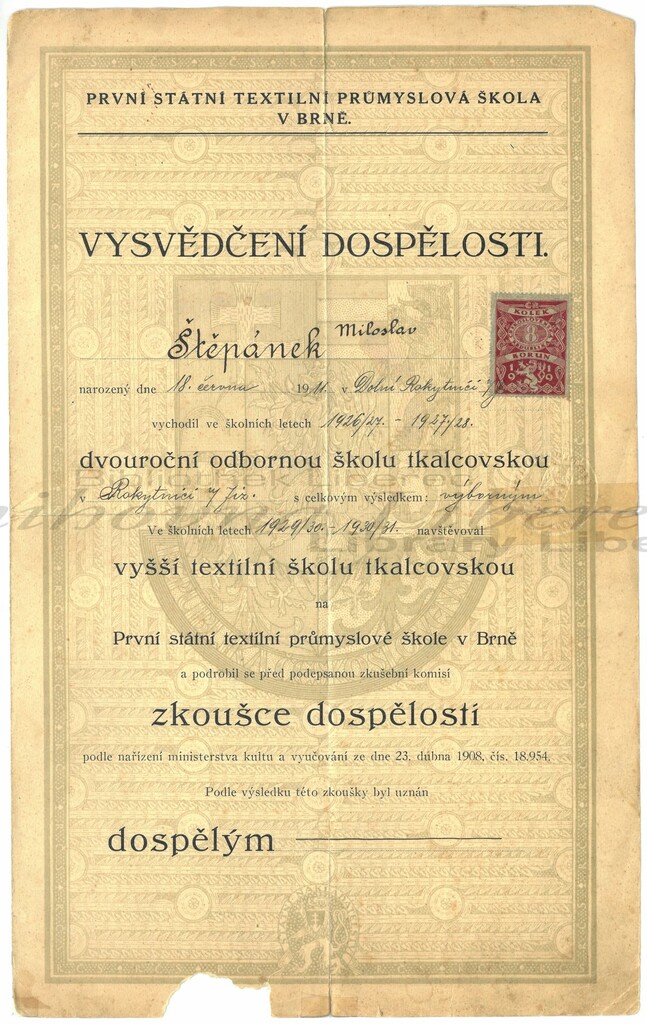 PRVNÍ STÁTNÍ TEXTILNÍ PRŮMYSLOVÁ ŠKOLA
V BRNĚ.
VYSVĚDČENÍ DOSPĚLOSTI.
Štěpánek Miloslav
KOLEK
8
KORUN
narozený dne 18. června 1911. v Dolní Rokytnici
vychodil ve školních letech 1926/27. - 1927/28.
dvouroční odbornou školu tkalcovskou
v Rokytnici n/Jiz. s celkovým výsledkem: výborným
Ve školních letech 1929/30. - 1930/31. navštěvoval
vyšší textilní školu tkalcovskou
na
První státní textilní průmyslové škole v Brně
a podrobil se před podepsanou zkušební komisí
zkoušce dospělosti
podle nařízení ministerstva kultu a vyučování ze dne 23. dubna 1908, čís. 18.954.
Podle výsledku této zkoušky byl uznán
dospělým